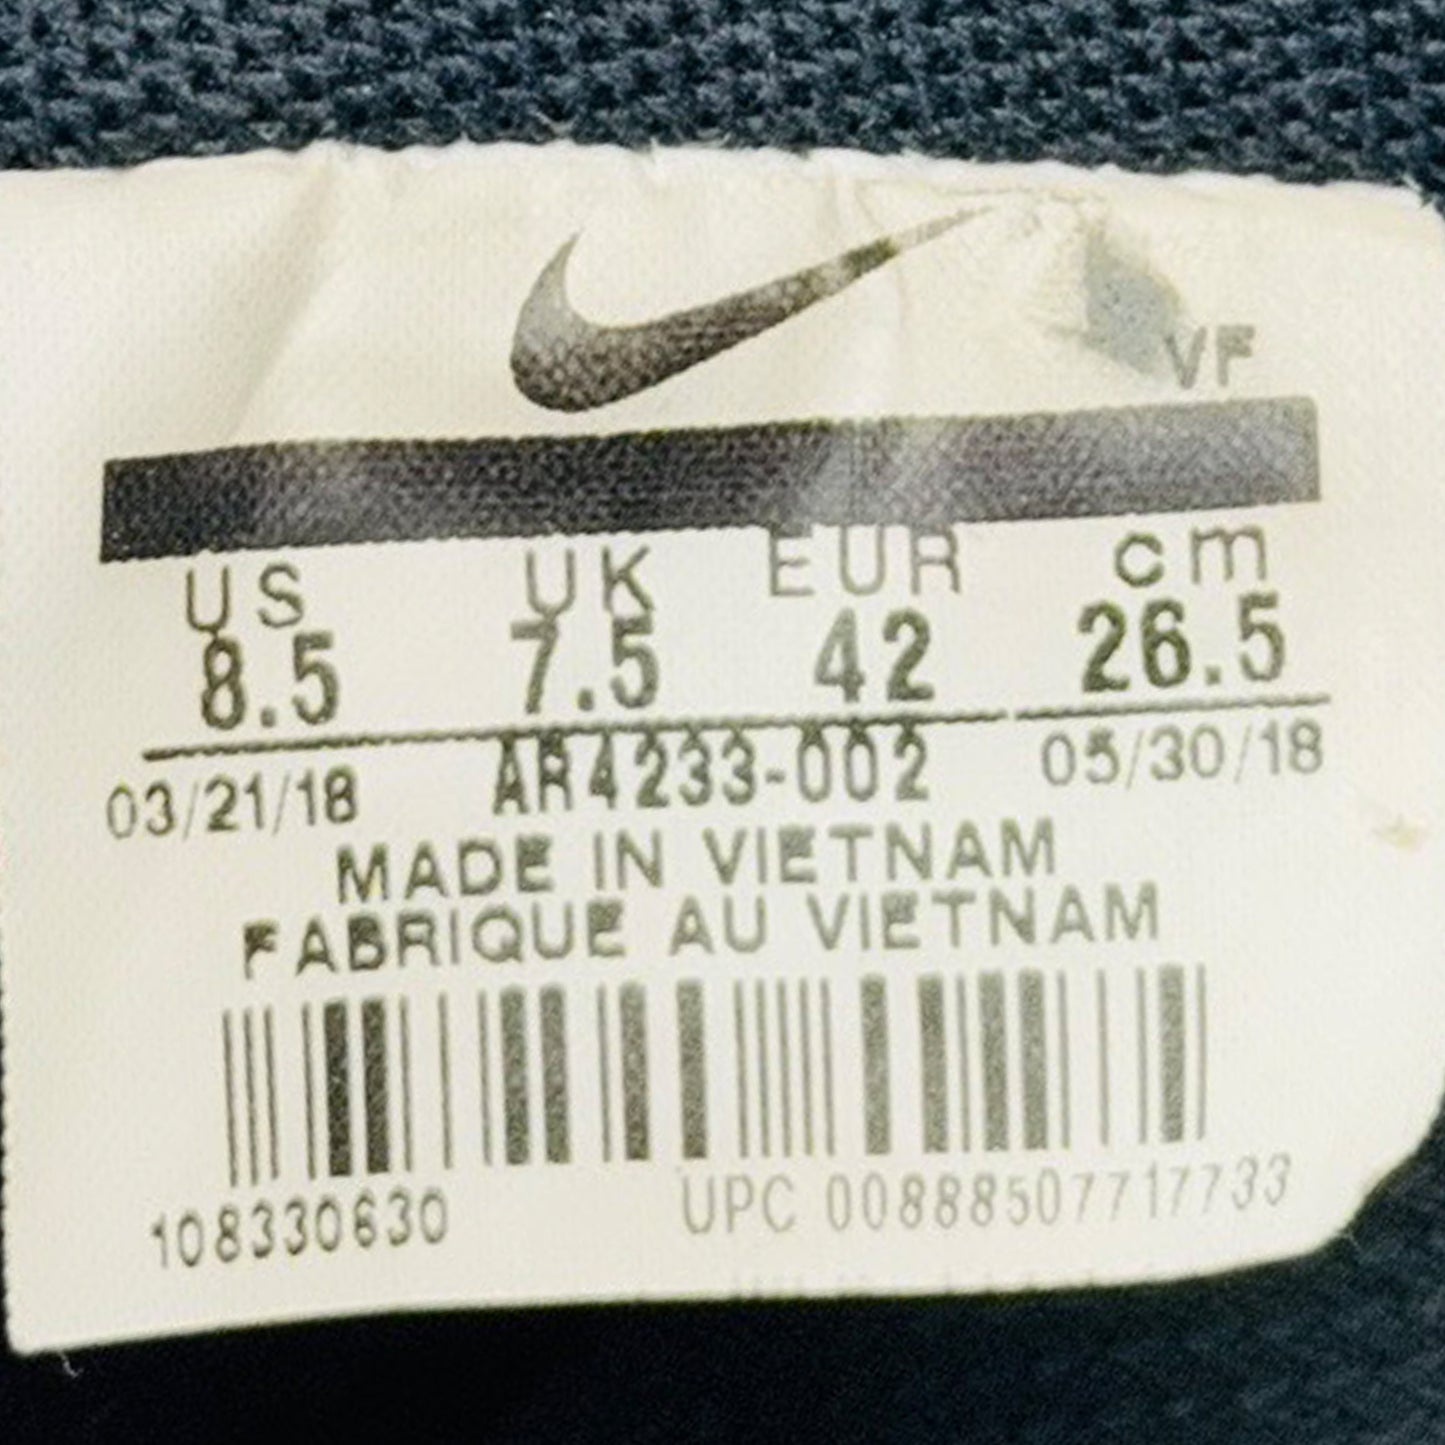 VF
US UK EUR cm
8.5 7.5 42 26.5
03/21/18 AR4233-002 05/30/18
MADE IN VIETNAM
FABRIQUE AU VIETNAM
108330630 UPC 00888507717733